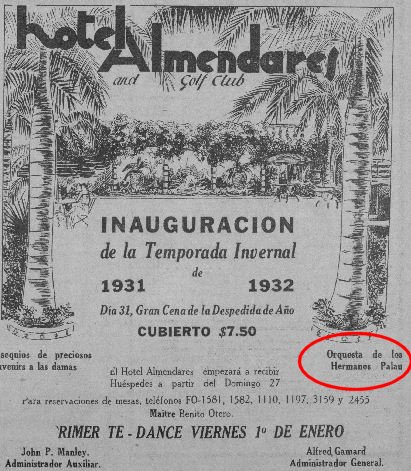 hotel Almendares
and Golf Club
INAUGURACION
de la Temporada Invernal
de
1931 1932
Dia 31, Gran Cena de la Despedida de Año
CUBIERTO $7.50
sequios de preciosos
venirs a las damas
Orquesta de los
Hermanos Palau
El Hotel Almendares empezará a recibir
Huéspedes a partir del Domingo 27
Para reservaciones de mesas, teléfonos FO-1581, 1582, 1110, 1197, 3159 y 2455
Maitre Benito Otero.
RIMER TE - DANCE VIERNES 1º DE ENERO
John P. Manley.
Administrador Auxiliar.
Alfred Gamard
Administrador General.